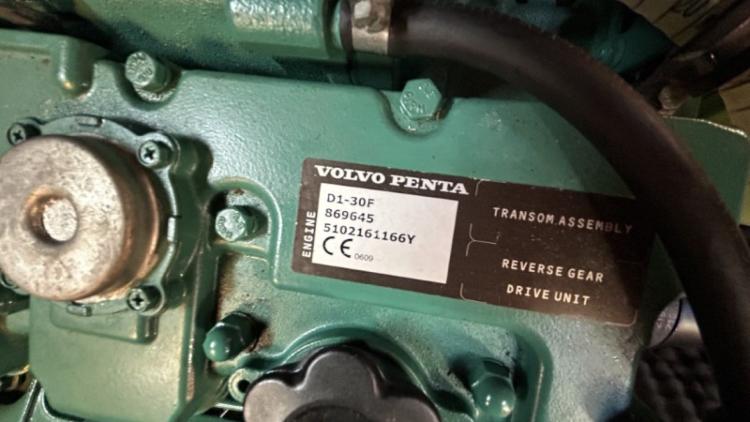 VOLVO PENTA
ENGINE
D1-30F
869645
5102161166Y
CE 0609
TRANSOM ASSEMBLY
REVERSE GEAR
DRIVE UNIT